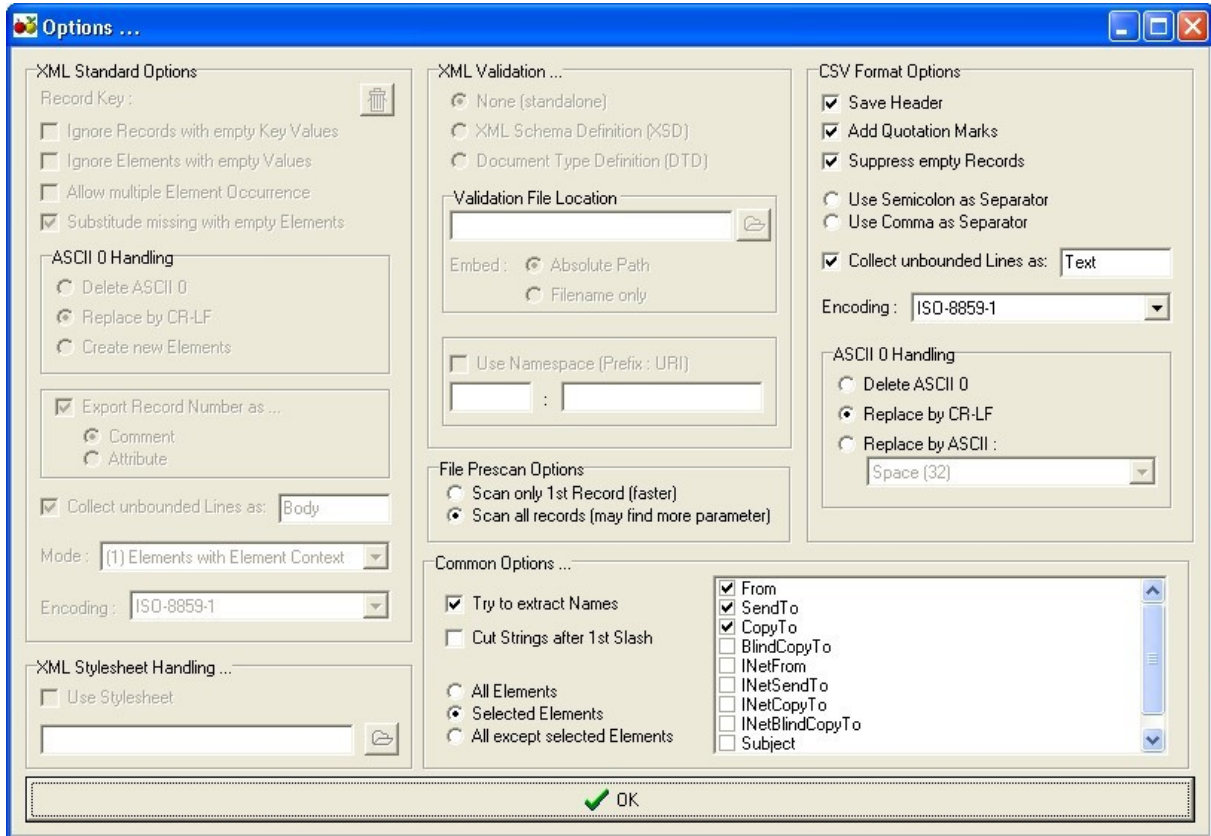 Options ...
XML Standard Options
Record Key :
Ignore Records with empty Key Values
Ignore Elements with empty Values
Allow multiple Element Occurrence
Substitude missing with empty Elements
ASCII 0 Handling
Delete ASCII 0
Replace by CR-LF
Create new Elements
Export Record Number as ...
Comment
Attribute
Collect unbounded Lines as: Body
Mode : (1) Elements with Element Context
Encoding : ISO-8859-1
XML Stylesheet Handling ...
Use Stylesheet
XML Validation ...
None (standalone)
XML Schema Definition (XSD)
Document Type Definition (DTD)
Validation File Location
Embed : Absolute Path
Filename only
Use Namespace (Prefix : URI)
:
File Prescan Options
Scan only 1st Record (faster)
Scan all records (may find more parameter)
CSV Format Options
Save Header
Add Quotation Marks
Suppress empty Records
Use Semicolon as Separator
Use Comma as Separator
Collect unbounded Lines as: Text
Encoding : ISO-8859-1
ASCII 0 Handling
Delete ASCII 0
Replace by CR-LF
Replace by ASCII :
Space (32)
Common Options ...
Try to extract Names
Cut Strings after 1st Slash
All Elements
Selected Elements
All except selected Elements
From
SendTo
CopyTo
BlindCopyTo
INetFrom
INetSendTo
INetCopyTo
INetBlindCopyTo
Subject
OK